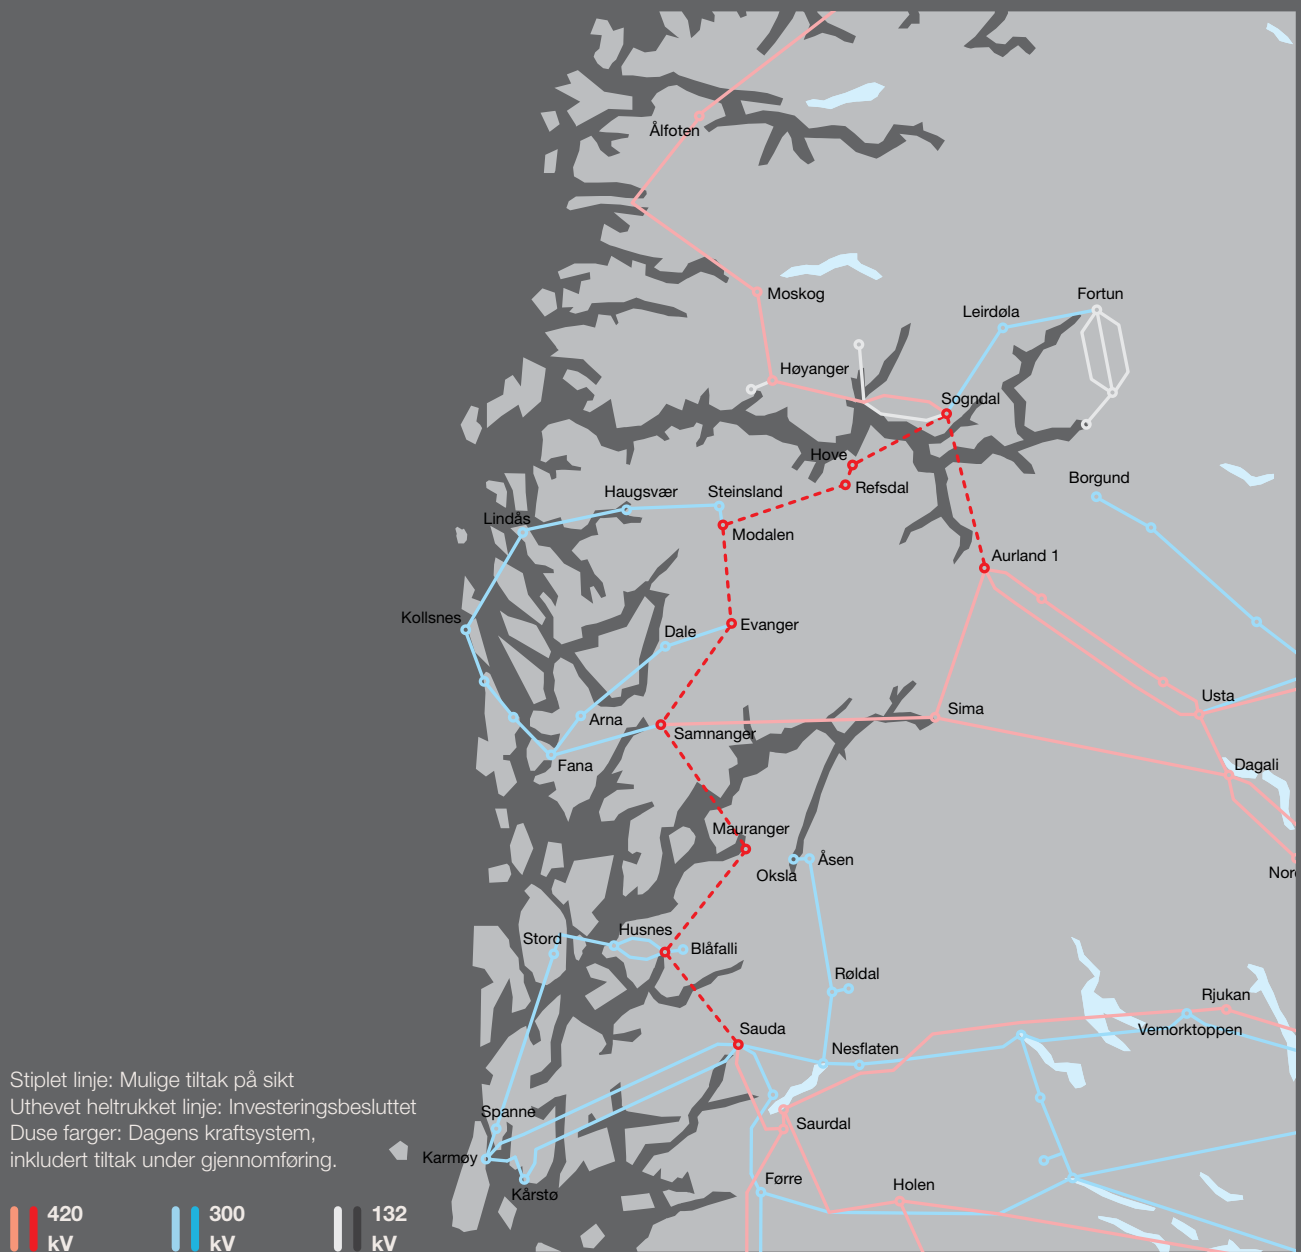 Ålfoten
Moskog
Fortun
Leirdøla
Høyanger
Sogndal
Hove
Refsdal
Borgund
Haugsvær
Steinsland
Lindås
Modalen
Aurland 1
Kollsnes
Dale
Evanger
Usta
Sima
Arna
Samnanger
Fana
Dagali
Mauranger
Åsen
Oksla
Nore
Husnes
Stord
Blåfalli
Røldal
Rjukan
Sauda
Vemorktoppen
Nesflaten
Stiplet linje: Mulige tiltak på sikt
Uthevet heltrukket linje: Investeringsbesluttet
Duse farger: Dagens kraftsystem,
inkludert tiltak under gjennomføring.
Spanne
Saurdal
Karmøy
Førre
Holen
Kårstø
420
kV
300
kV
132
kV